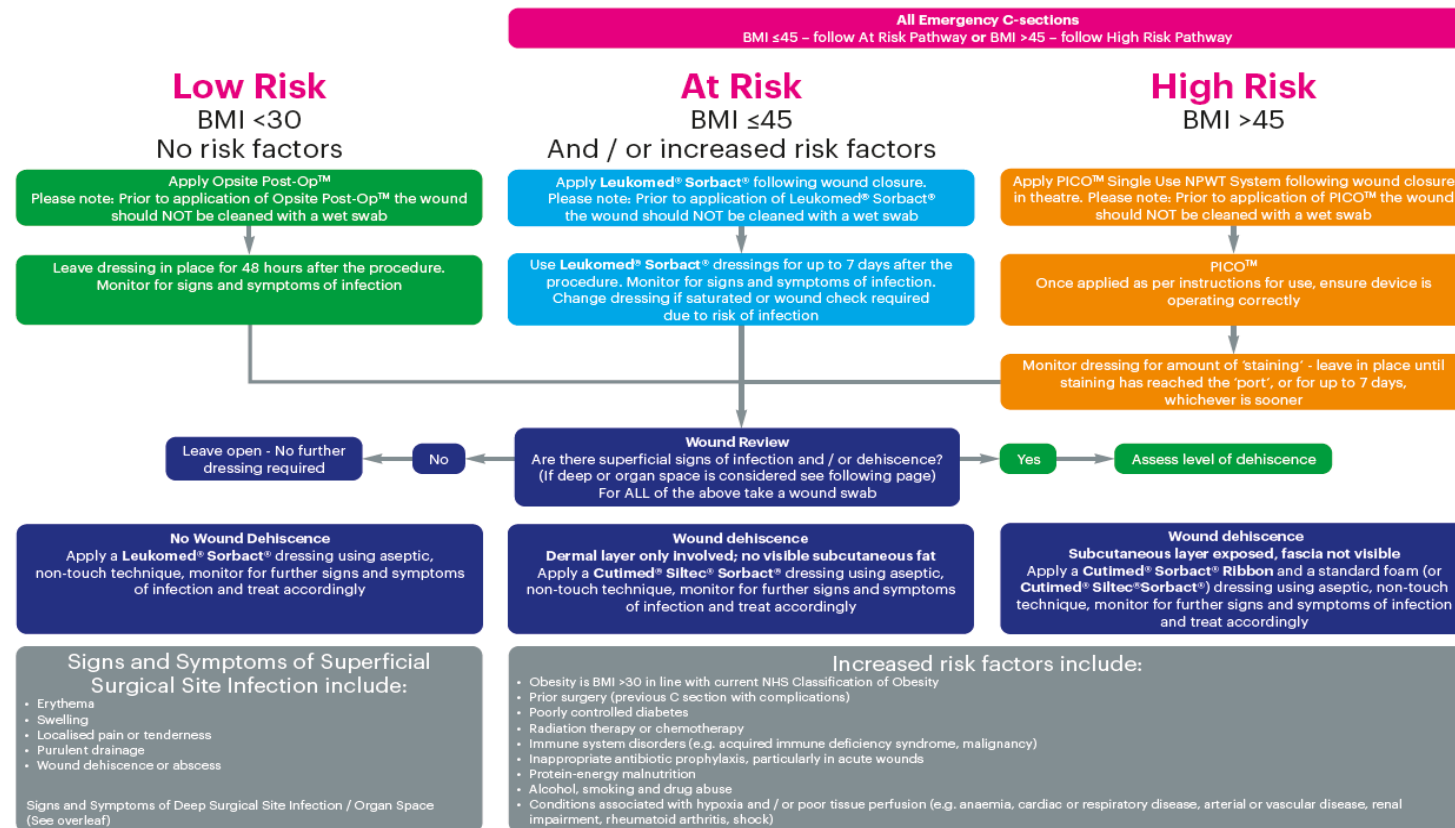 All Emergency C-sections
BMI ≤45 – follow At Risk Pathway or BMI >45 – follow High Risk Pathway
Low Risk
BMI <30
No risk factors
At Risk
BMI ≤45
And / or increased risk factors
High Risk
BMI >45
Apply Opsite Post-Op™
Please note: Prior to application of Opsite Post-Op™ the wound
should NOT be cleaned with a wet swab
Apply Leukomed® Sorbact® following wound closure.
Please note: Prior to application of Leukomed® Sorbact®
the wound should NOT be cleaned with a wet swab
Apply PICO™ Single Use NPWT System following wound closure
in theatre. Please note: Prior to application of PICO™ the wound
should NOT be cleaned with a wet swab
Leave dressing in place for 48 hours after the procedure.
Monitor for signs and symptoms of infection
Use Leukomed® Sorbact® dressings for up to 7 days after the
procedure. Monitor for signs and symptoms of infection.
Change dressing if saturated or wound check required
due to risk of infection
PICO™
Once applied as per instructions for use, ensure device is
operating correctly
Monitor dressing for amount of ‘staining’ - leave in place until
staining has reached the ‘port’, or for up to 7 days,
whichever is sooner
Leave open - No further
dressing required
No
Wound Review
Are there superficial signs of infection and / or dehiscence?
(If deep or organ space is considered see following page)
For ALL of the above take a wound swab
Yes
Assess level of dehiscence
No Wound Dehiscence
Apply a Leukomed® Sorbact® dressing using aseptic,
non-touch technique, monitor for further signs and symptoms
of infection and treat accordingly
Wound dehiscence
Dermal layer only involved; no visible subcutaneous fat
Apply a Cutimed® Siltec® Sorbact® dressing using aseptic,
non-touch technique, monitor for further signs and symptoms
of infection and treat accordingly
Wound dehiscence
Subcutaneous layer exposed, fascia not visible
Apply a Cutimed® Sorbact® Ribbon and a standard foam (or
Cutimed® Siltec®Sorbact®) dressing using aseptic, non-touch
technique, monitor for further signs and symptoms of infection
and treat accordingly
Signs and Symptoms of Superficial
Surgical Site Infection include:
• Erythema
• Swelling
• Localised pain or tenderness
• Purulent drainage
• Wound dehiscence or abscess
Signs and Symptoms of Deep Surgical Site Infection / Organ Space
(See overleaf)
Increased risk factors include:
• Obesity is BMI >30 in line with current NHS Classification of Obesity
• Prior surgery (previous C section with complications)
• Poorly controlled diabetes
• Radiation therapy or chemotherapy
• Immune system disorders (e.g. acquired immune deficiency syndrome, malignancy)
• Inappropriate antibiotic prophylaxis, particularly in acute wounds
• Protein-energy malnutrition
• Alcohol, smoking and drug abuse
• Conditions associated with hypoxia and / or poor tissue perfusion (e.g. anaemia, cardiac or respiratory disease, arterial or vascular disease, renal
impairment, rheumatoid arthritis, shock)